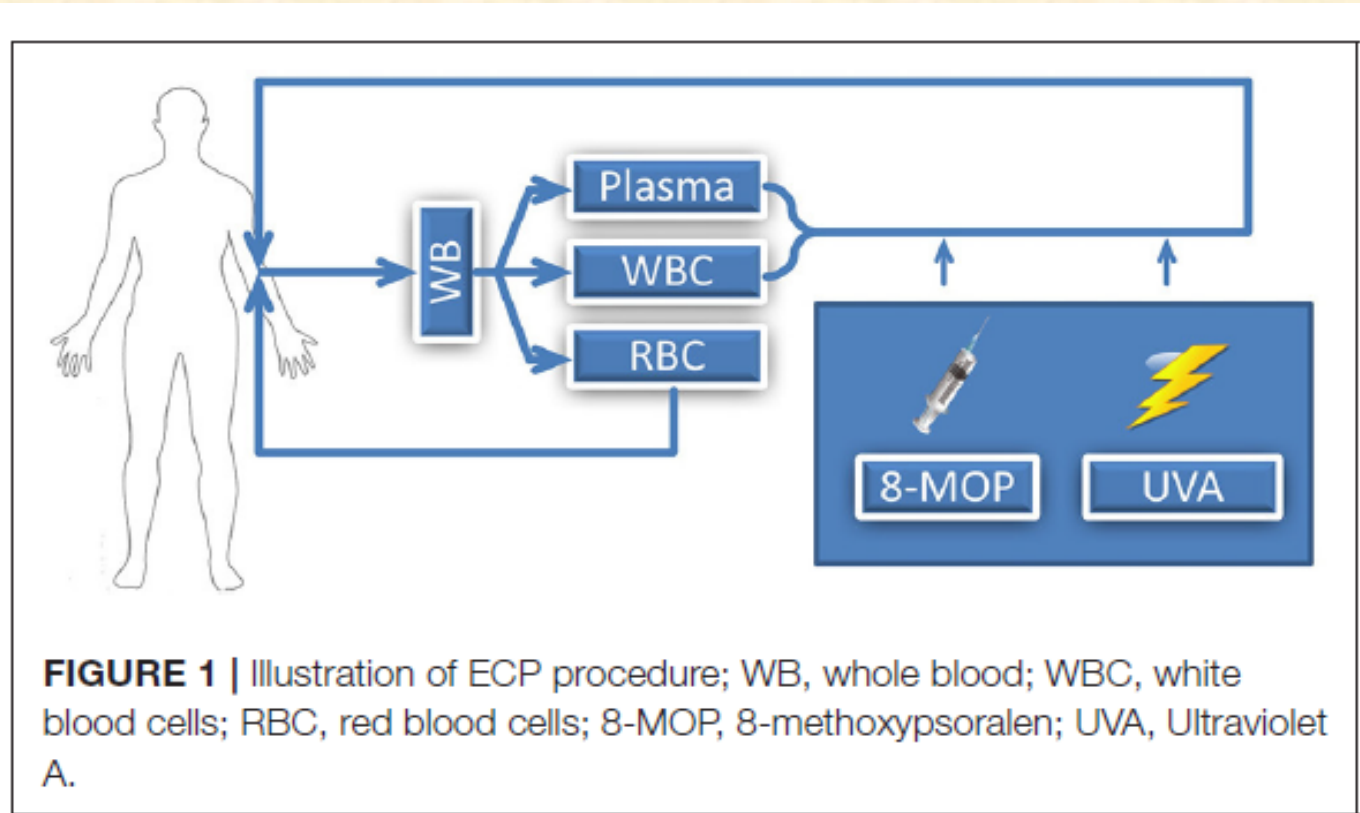 Plasma
WB
WBC
RBC
8-MOP
UVA
FIGURE 1 | Illustration of ECP procedure; WB, whole blood; WBC, white
blood cells; RBC, red blood cells; 8-MOP, 8-methoxypsoralen; UVA, Ultraviolet
A.